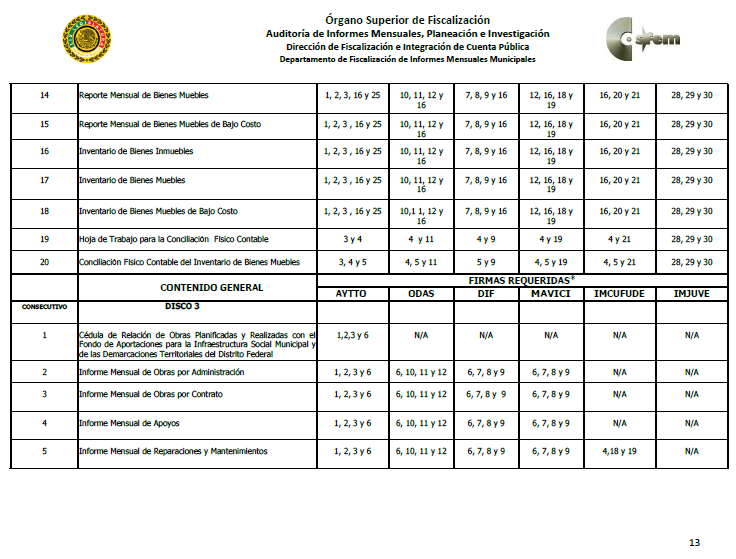 Órgano Superior de Fiscalización
Auditoría de Informes Mensuales, Planeación e Investigación
Dirección de Fiscalización e Integración de Cuenta Pública
Departamento de Fiscalización de Informes Mensuales Municipales
osfem
14 Reporte Mensual de Bienes Muebles 1, 2, 3, 16 y 25 10, 11, 12 y 16 7, 8, 9 y 16 12, 16, 18 y 19 16, 20 y 21 28, 29 y 30
15 Reporte Mensual de Bienes Muebles de Bajo Costo 1, 2, 3 , 16 y 25 10, 11, 12 y 16 7, 8, 9 y 16 12, 16, 18 y 19 16, 20 y 21 28, 29 y 30
16 Inventario de Bienes Inmuebles 1, 2, 3 , 16 y 25 10, 11, 12 y 16 7, 8, 9 y 16 12, 16, 18 y 19 16, 20 y 21 28, 29 y 30
17 Inventario de Bienes Muebles 1, 2, 3 , 16 y 25 10, 11, 12 y 16 7, 8, 9 y 16 12, 16, 18 y 19 16, 20 y 21 28, 29 y 30
18 Inventario de Bienes Muebles de Bajo Costo 1, 2, 3 , 16 y 25 10,1 1, 12 y 16 7, 8, 9 y 16 12, 16, 18 y 19 16, 20 y 21 28, 29 y 30
19 Hoja de Trabajo para la Conciliación Físico Contable 3 y 4 4 y 11 4 y 9 4 y 19 4 y 21 28, 29 y 30
20 Conciliación Físico Contable del Inventario de Bienes Muebles 3, 4 y 5 4, 5 y 11 5 y 9 4, 5 y 19 4, 5 y 21 28, 29 y 30
CONTENIDO GENERAL FIRMAS REQUERIDAS*
AYTTO ODAS DIF MAVICI IMCUFUDE IMJUVE
CONSECUTIVO DISCO 3
1 Cédula de Relación de Obras Planificadas y Realizadas con el Fondo de Aportaciones para la Infraestructura Social Municipal y de las Demarcaciones Territoriales del Distrito Federal 1,2,3 y 6 N/A N/A N/A N/A N/A
2 Informe Mensual de Obras por Administración 1, 2, 3 y 6 6, 10, 11 y 12 6, 7, 8 y 9 6, 7, 8 y 9 N/A N/A
3 Informe Mensual de Obras por Contrato 1, 2, 3 y 6 6, 10, 11 y 12 6, 7, 8 y 9 6, 7, 8 y 9 N/A N/A
4 Informe Mensual de Apoyos 1, 2, 3 y 6 6, 10, 11 y 12 6, 7, 8 y 9 6, 7, 8 y 9 N/A N/A
5 Informe Mensual de Reparaciones y Mantenimientos 1, 2, 3 y 6 6, 10, 11 y 12 6, 7, 8 y 9 6, 7, 8 y 9 4,18 y 19 N/A
13